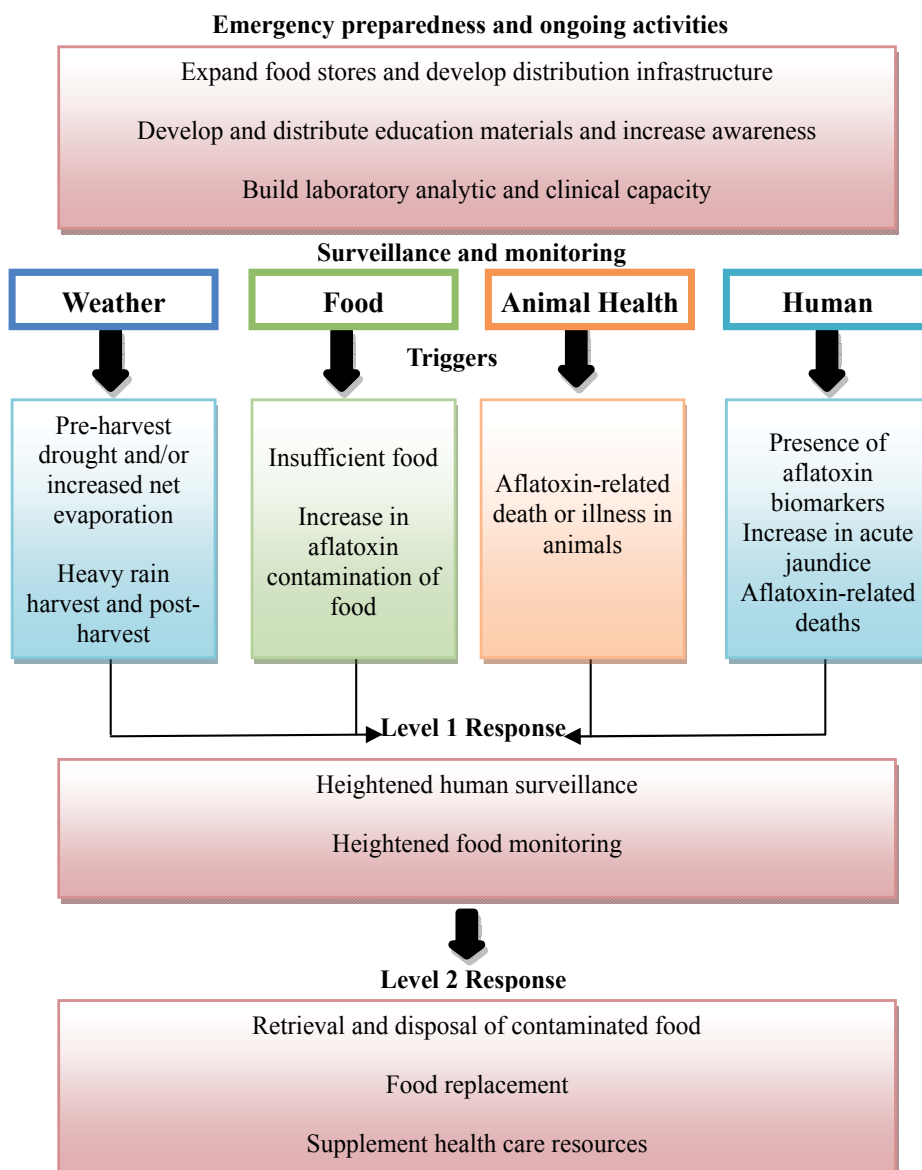 Emergency preparedness and ongoing activities
Expand food stores and develop distribution infrastructure
Develop and distribute education materials and increase awareness
Build laboratory analytic and clinical capacity
Surveillance and monitoring
Weather
Food
Animal Health
Human
Triggers
Pre-harvest
drought and/or
increased net
evaporation
Heavy rain
harvest and post-
harvest
Insufficient food
Increase in
aflatoxin
contamination of
food
Aflatoxin-related
death or illness in
animals
Presence of
aflatoxin
biomarkers
Increase in acute
jaundice
Aflatoxin-related
deaths
Level 1 Response
Heightened human surveillance
Heightened food monitoring
Level 2 Response
Retrieval and disposal of contaminated food
Food replacement
Supplement health care resources